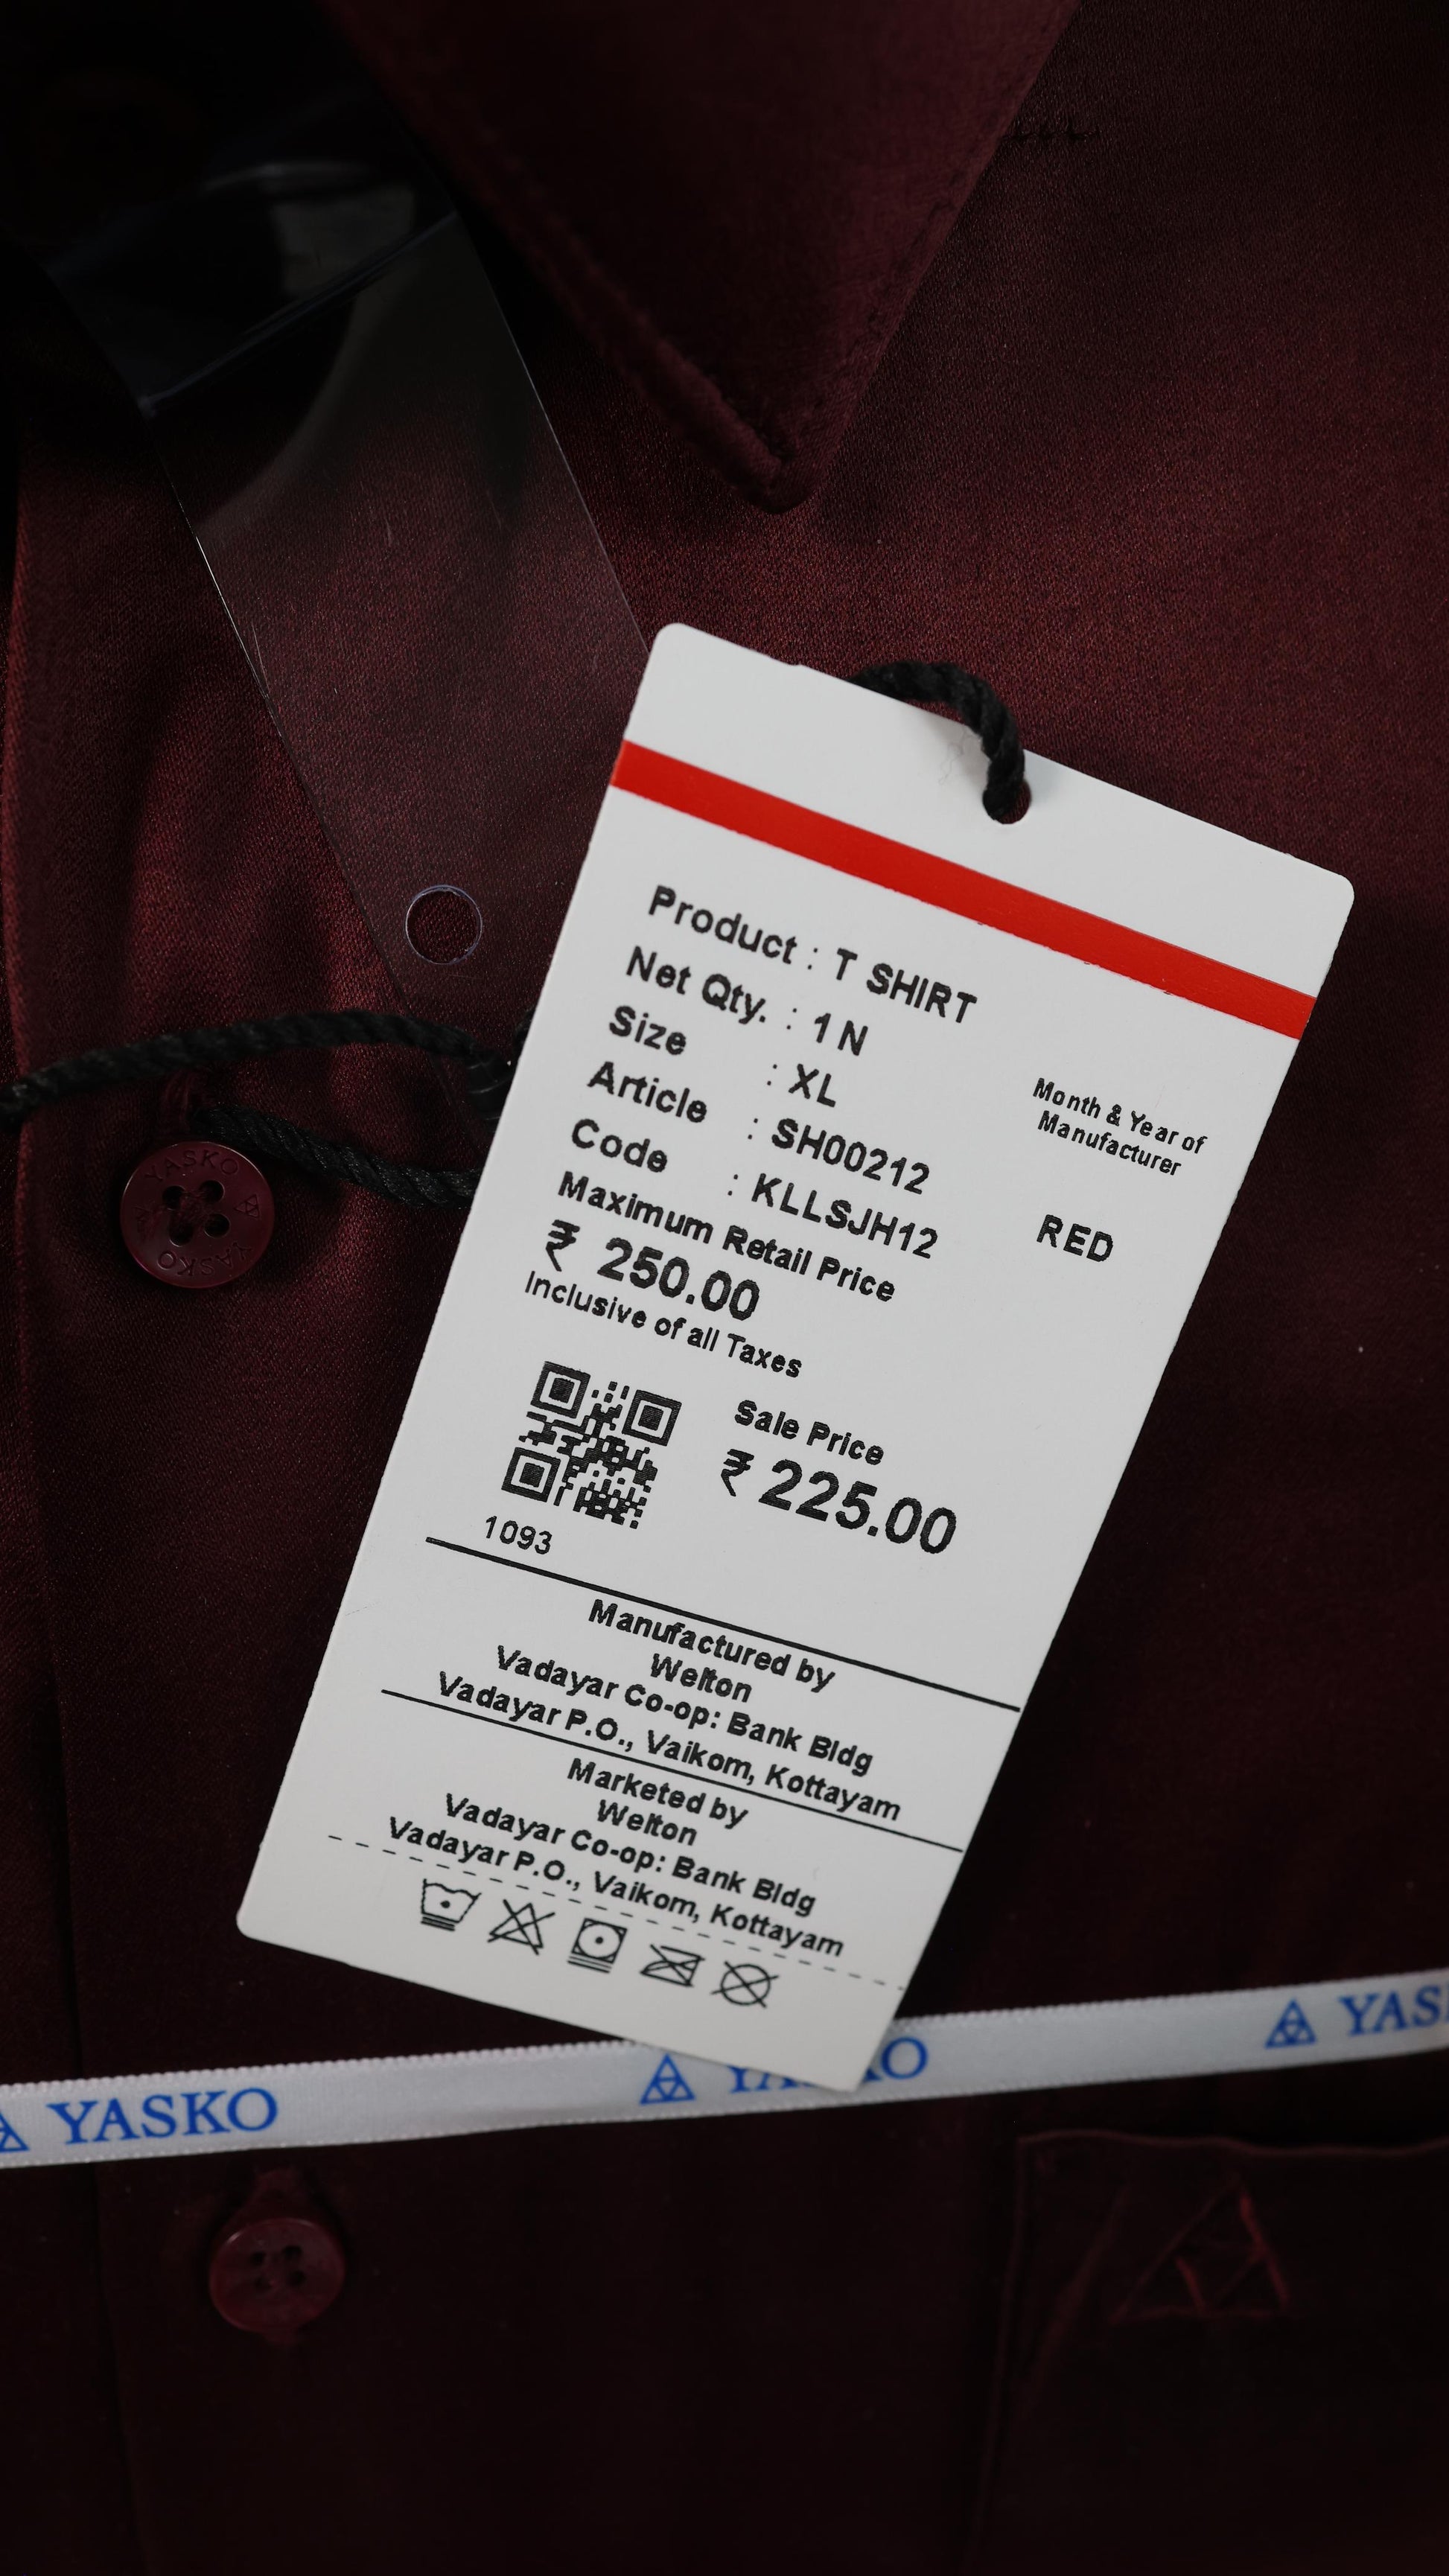 Product : T SHIRT
Net Qty. : 1 N
Size : XL
Article : SH00212
Code : KLLSJH12
Month & Year of
Manufacturer
RED
Maximum Retail Price
₹ 250.00
Inclusive of all Taxes
Sale Price
₹ 225.00
1093
Manufactured by
Welton
Vadayar Co-op: Bank Bldg
Vadayar P.O., Vaikom, Kottayam
Marketed by
Welton
Vadayar Co-op: Bank Bldg
Vadayar P.O., Vaikom, Kottayam
YASKO
YASKO
YASKO